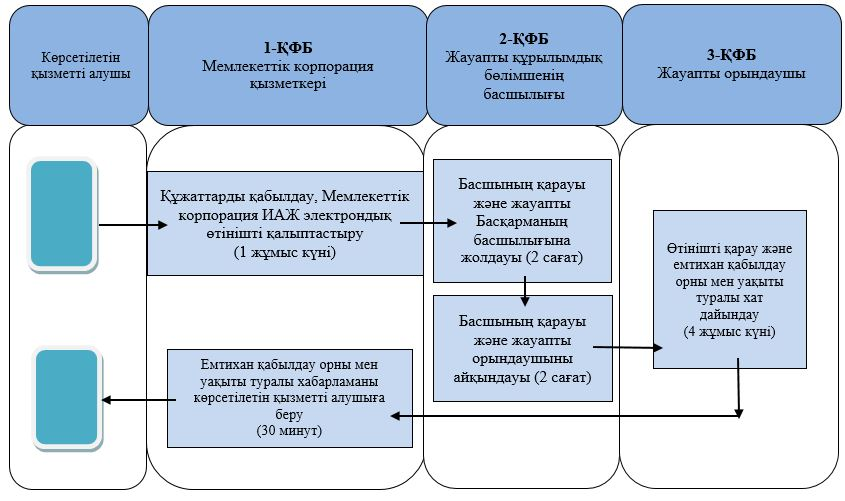 Көрсетілетін
қызметті алушы
1-ҚФБ
Мемлекеттік корпорация
қызметкері
2-ҚФБ
Жауапты құрылымдық
бөлімшенің
басшылығы
3-ҚФБ
Жауапты орындаушы
Құжаттарды қабылдау, Мемлекеттік
корпорация ИАЖ электрондық
өтінішті қалыптастыру
(1 жұмыс күні)
Басшының қарауы
және жауапты
Басқарманың
басшылығына
жолдауы (2 сағат)
Басшының қарауы
және жауапты
орындаушыны
айқындауы (2 сағат)
Өтінішті қарау және
емтихан қабылдау
орны мен уақыты
туралы хат
дайындау
(4 жұмыс күні)
Емтихан қабылдау орны мен
уақыты туралы хабарламаны
көрсетілетін қызметті алушыға
беру
(30 минут)